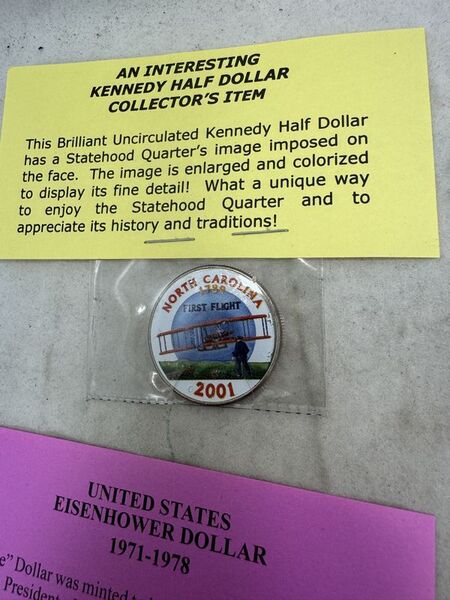 AN INTERESTING
KENNEDY HALF DOLLAR
COLLECTOR'S ITEM
This Brilliant Uncirculated Kennedy Half Dollar
has a Statehood Quarter's image imposed on
the face. The image is enlarged and colorized
to display its fine detail! What a unique way
to enjoy the Statehood Quarter and to
appreciate its history and traditions!
NORTH CAROLINA
1789
FIRST FLIGHT
2001
UNITED STATES
EISENHOWER DOLLAR
1971-1978
e" Dollar was minted to
President